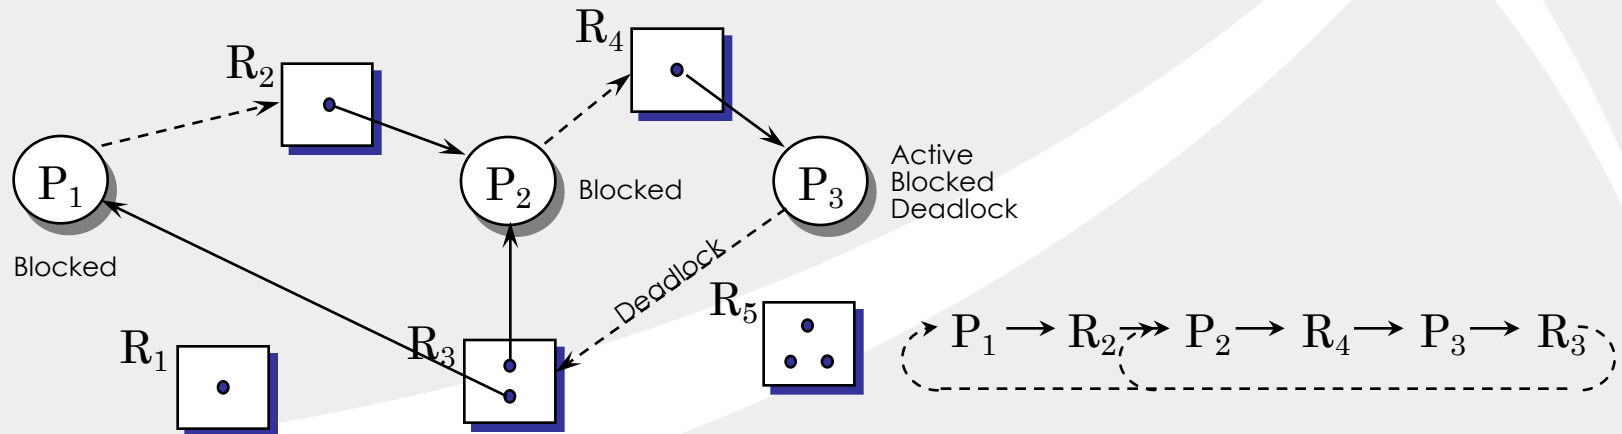 R₄
R₂
Active
P₁
P₂
Blocked
P₃
Blocked
Deadlock
Blocked
Deadlock
R₅
R₁
R₃
P₁ → R₂ → P₂ → R₄ → P₃ → R₃